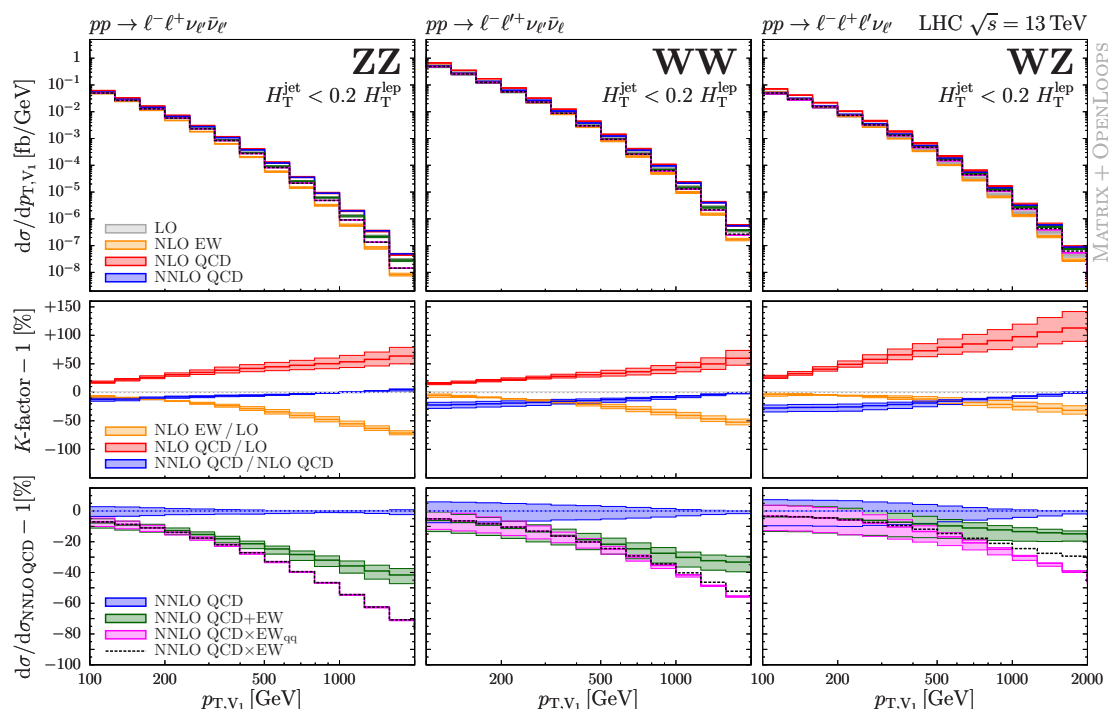 pp → ℓ⁻ℓ⁺ν_ℓ′ν̄_ℓ′ pp → ℓ⁻ℓ′⁺ν_ℓ′ν̄_ℓ pp → ℓ⁻ℓ⁺ℓ′ν_ℓ′ LHC √s = 13 TeV
ZZ WW WZ
H_T^jet < 0.2 H_T^lep H_T^jet < 0.2 H_T^lep H_T^jet < 0.2 H_T^lep
dσ/dp_T,V₁ [fb/GeV]
1
10⁻¹
10⁻²
10⁻³
10⁻⁴
10⁻⁵
10⁻⁶
10⁻⁷
10⁻⁸
LO
NLO EW
NLO QCD
NNLO QCD
MATRIX + OPENLOOPS
K-factor − 1 [%]
+150
+100
+50
0
−50
−100
NLO EW/LO
NLO QCD/LO
NNLO QCD/NLO QCD
dσ/dσ_NNLO QCD − 1[%]
0
−20
−40
−60
−80
−100
NNLO QCD
NNLO QCD+EW
NNLO QCD×EW_qq
NNLO QCD×EW
100 200 500 1000 100 200 500 1000 100 200 500 1000 2000
p_T,V₁ [GeV] p_T,V₁ [GeV] p_T,V₁ [GeV]